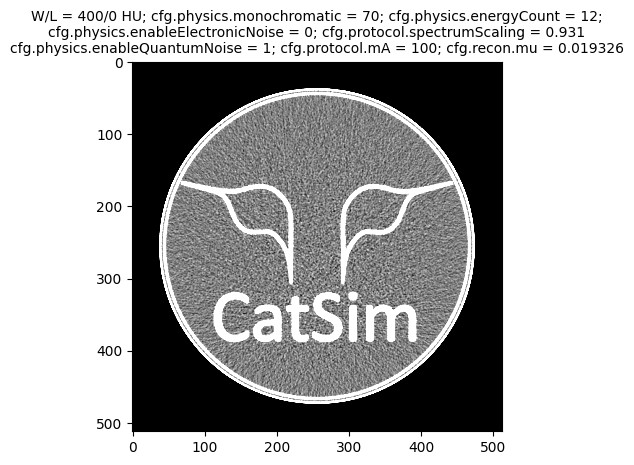 W/L = 400/0 HU; cfg.physics.monochromatic = 70; cfg.physics.energyCount = 12;
cfg.physics.enableElectronicNoise = 0; cfg.protocol.spectrumScaling = 0.931
cfg.physics.enableQuantumNoise = 1; cfg.protocol.mA = 100; cfg.recon.mu = 0.019326
0
100
200
300
CatSim
400
500
0 100 200 300 400 500